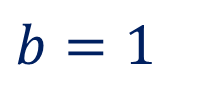 b = 1